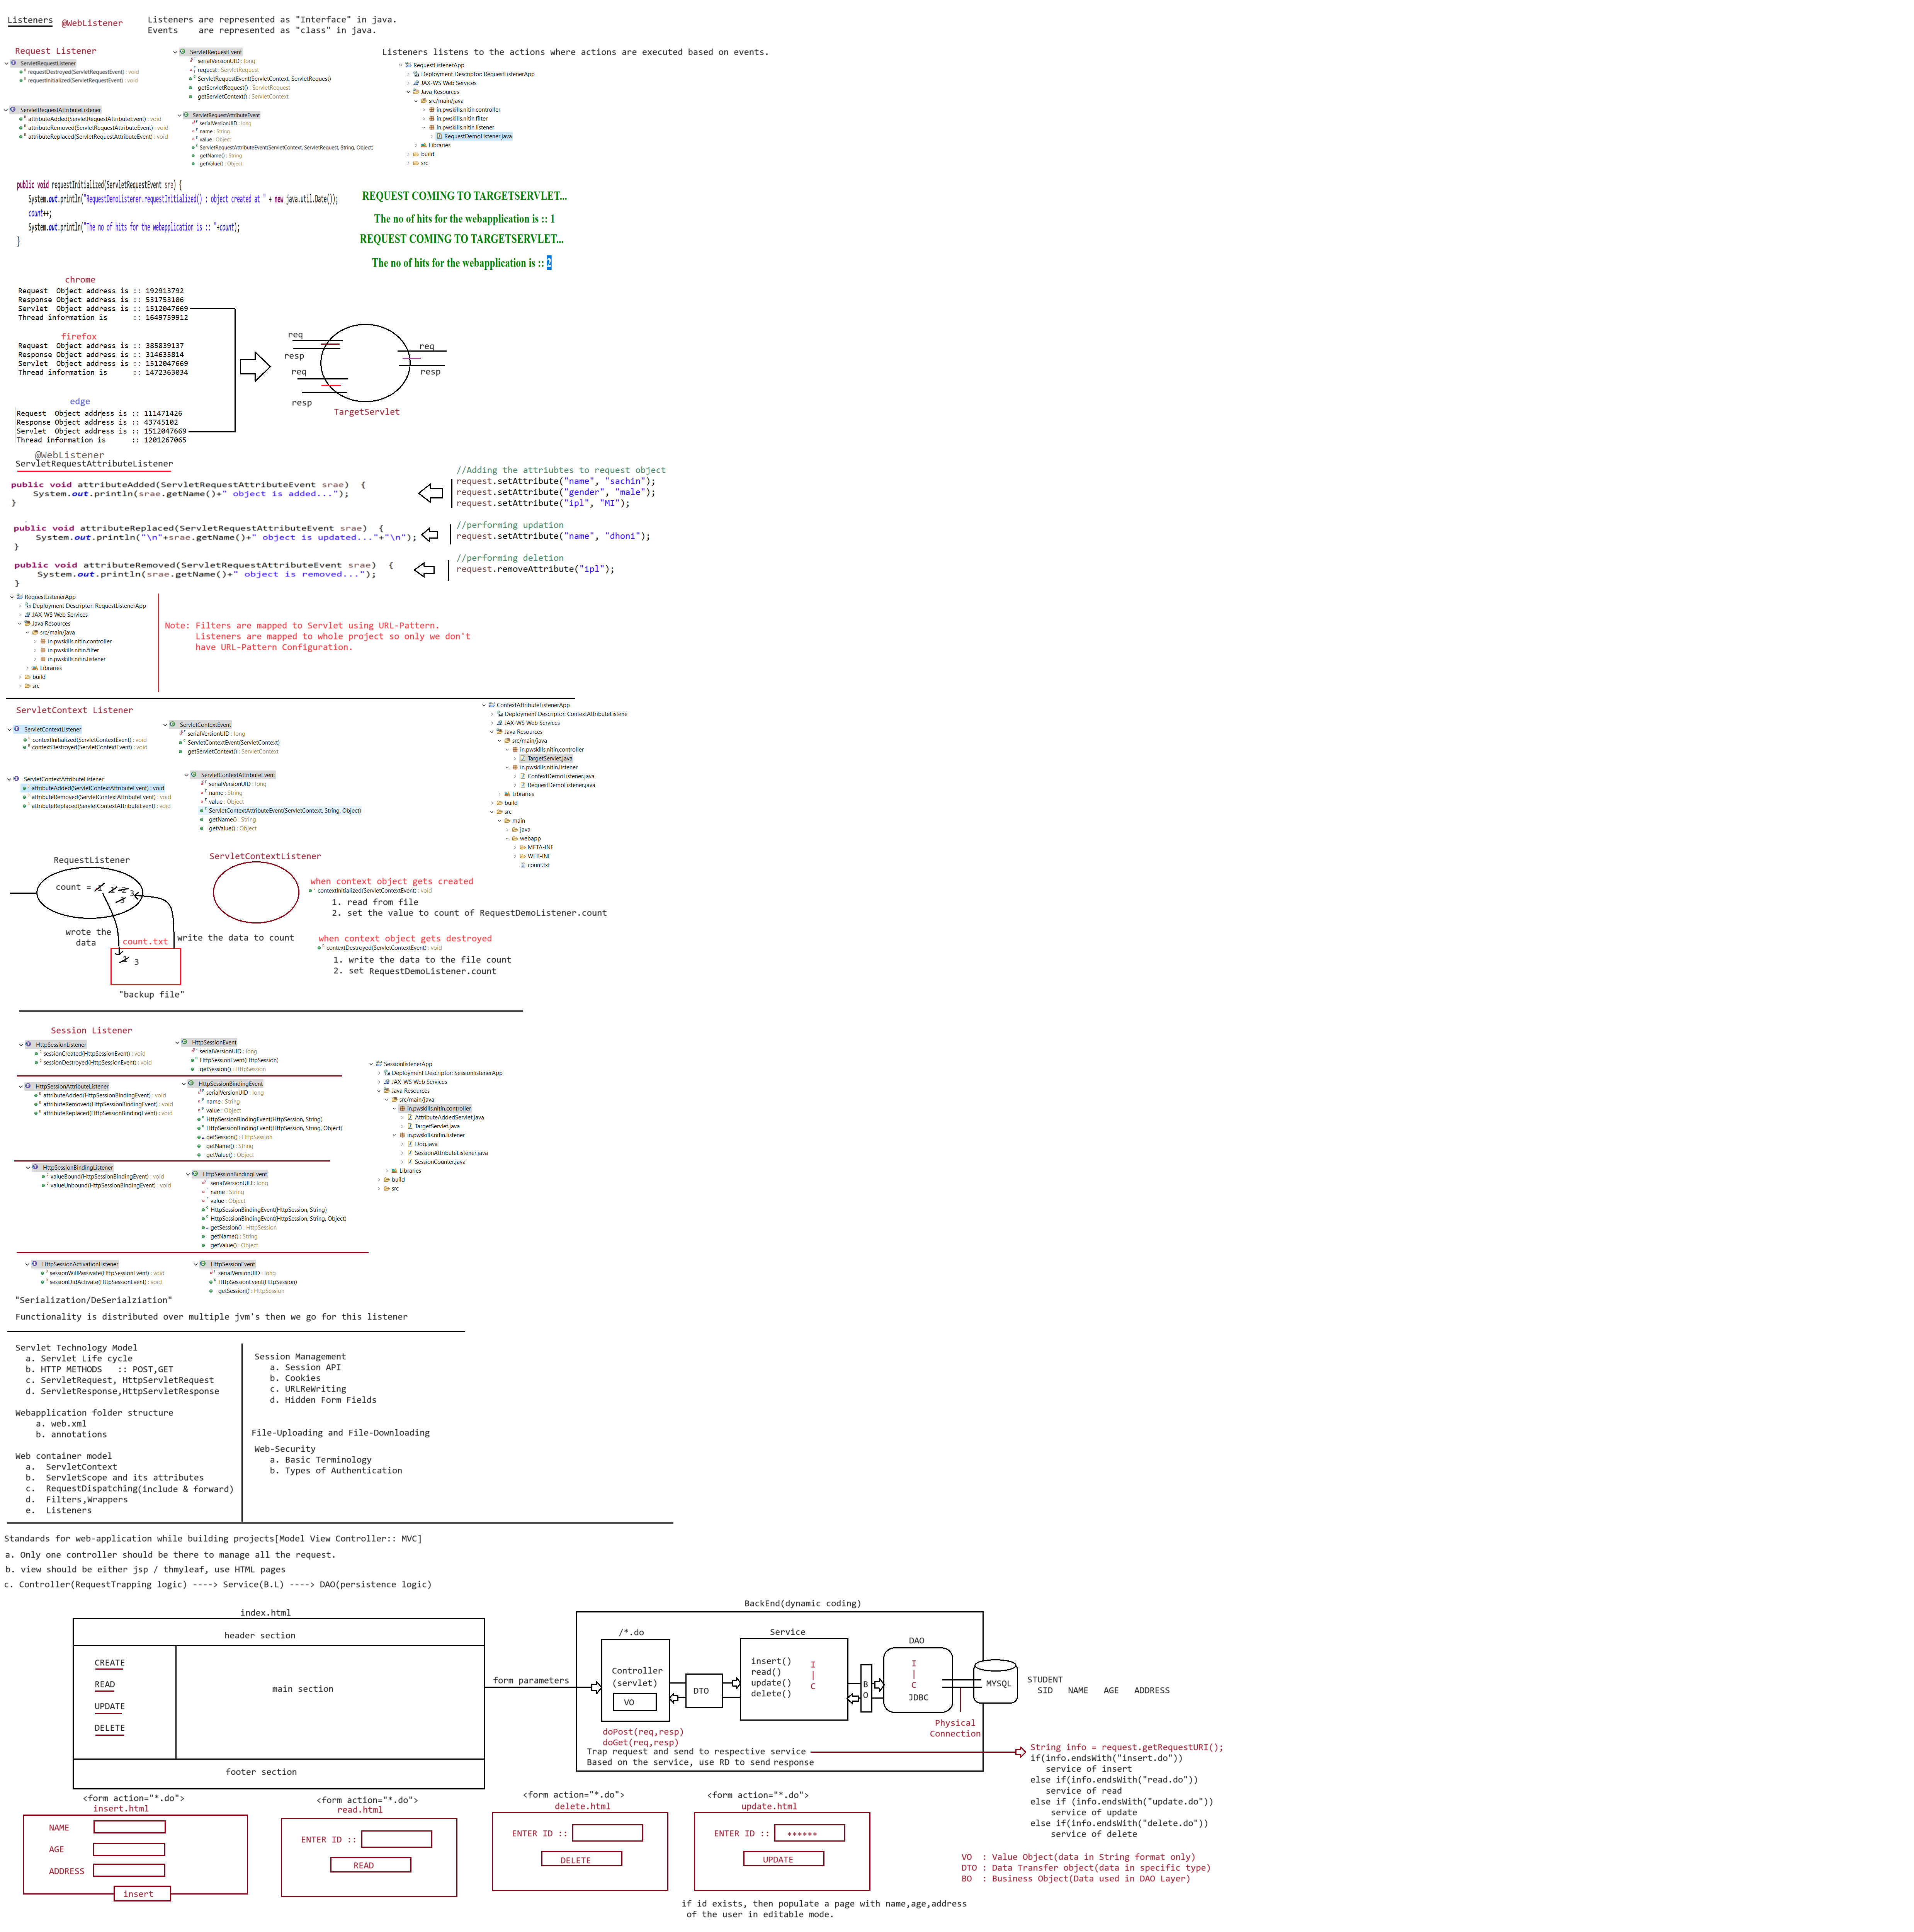 Listeners @WebListener
Listeners are represented as "Interface" in java.
Events are represented as "class" in java.
Request Listener
ServletRequestListener
requestDestroyed(ServletRequestEvent) : void
requestInitialized(ServletRequestEvent) : void
ServletRequestAttributeListener
attributeAdded(ServletRequestAttributeEvent) : void
attributeRemoved(ServletRequestAttributeEvent) : void
attributeReplaced(ServletRequestAttributeEvent) : void
ServletRequestEvent
serialVersionUID : long
request : ServletRequest
ServletRequestEvent(ServletContext, ServletRequest)
getServletRequest() : ServletRequest
getServletContext() : ServletContext
ServletRequestAttributeEvent
serialVersionUID : long
name : String
value : Object
ServletRequestAttributeEvent(ServletContext, ServletRequest, String, Object)
getName() : String
getValue() : Object
Listeners listens to the actions where actions are executed based on events.
RequestListenerApp
Deployment Descriptor: RequestListenerApp
JAX-WS Web Services
Java Resources
src/main/java
in.pwskills.nitin.controller
in.pwskills.nitin.filter
in.pwskills.nitin.listener
RequestDemoListener.java
Libraries
build
src
public void requestInitialized(ServletRequestEvent sre) {
System.out.println("RequestDemoListener.requestInitialized() : object created at " + new java.util.Date());
count++;
System.out.println("The no of hits for the webapplication is :: "+count);
}
REQUEST COMING TO TARGETSERVLET...
The no of hits for the webapplication is :: 1
REQUEST COMING TO TARGETSERVLET...
The no of hits for the webapplication is :: 2
chrome
Request Object address is :: 192913792
Response Object address is :: 531753106
Servlet Object address is :: 1512047669
Thread information is :: 1649759912
firefox
Request Object address is :: 385839137
Response Object address is :: 314635814
Servlet Object address is :: 1512047669
Thread information is :: 1472363034
edge
Request Object address is :: 111471426
Response Object address is :: 43745102
Servlet Object address is :: 1512047669
Thread information is :: 1201267065
req
resp
req
resp
req
resp
TargetServlet
@WebListener
ServletRequestAttributeListener
public void attributeAdded(ServletRequestAttributeEvent srae) {
System.out.println(srae.getName()+" object is added...");
}
//Adding the attriubtes to request object
request.setAttribute("name", "sachin");
request.setAttribute("gender", "male");
request.setAttribute("ipl", "MI");
public void attributeReplaced(ServletRequestAttributeEvent srae) {
System.out.println("\n"+srae.getName()+" object is updated..."+"\n");
}
//performing updation
request.setAttribute("name", "dhoni");
public void attributeRemoved(ServletRequestAttributeEvent srae) {
System.out.println(srae.getName()+" object is removed...");
}
//performing deletion
request.removeAttribute("ipl");
RequestListenerApp
Deployment Descriptor: RequestListenerApp
JAX-WS Web Services
Java Resources
src/main/java
in.pwskills.nitin.controller
in.pwskills.nitin.filter
in.pwskills.nitin.listener
Libraries
build
src
Note: Filters are mapped to Servlet using URL-Pattern.
Listeners are mapped to whole project so only we don't
have URL-Pattern Configuration.
ServletContext Listener
ServletContextListener
contextInitialized(ServletContextEvent) : void
contextDestroyed(ServletContextEvent) : void
ServletContextAttributeListener
attributeAdded(ServletContextAttributeEvent) : void
attributeRemoved(ServletContextAttributeEvent) : void
attributeReplaced(ServletContextAttributeEvent) : void
ServletContextEvent
serialVersionUID : long
ServletContextEvent(ServletContext)
getServletContext() : ServletContext
ServletContextAttributeEvent
serialVersionUID : long
name : String
value : Object
ServletContextAttributeEvent(ServletContext, String, Object)
getName() : String
getValue() : Object
ContextAttributeListenerApp
Deployment Descriptor: ContextAttributeListene
JAX-WS Web Services
Java Resources
src/main/java
in.pwskills.nitin.controller
TargetServlet.java
in.pwskills.nitin.listener
ContextDemoListener.java
RequestDemoListener.java
Libraries
build
src
main
java
webapp
META-INF
WEB-INF
count.txt
RequestListener
count = 1 1 2 3
3
wrote the
data
count.txt
1 3
"backup file"
write the data to count
ServletContextListener
when context object gets created
contextInitialized(ServletContextEvent) : void
1. read from file
2. set the value to count of RequestDemoListener.count
when context object gets destroyed
contextDestroyed(ServletContextEvent) : void
1. write the data to the file count
2. set RequestDemoListener.count
Session Listener
HttpSessionListener
sessionCreated(HttpSessionEvent) : void
sessionDestroyed(HttpSessionEvent) : void
HttpSessionEvent
serialVersionUID : long
HttpSessionEvent(HttpSession)
getSession() : HttpSession
HttpSessionAttributeListener
attributeAdded(HttpSessionBindingEvent) : void
attributeRemoved(HttpSessionBindingEvent) : void
attributeReplaced(HttpSessionBindingEvent) : void
HttpSessionBindingEvent
serialVersionUID : long
name : String
value : Object
HttpSessionBindingEvent(HttpSession, String)
HttpSessionBindingEvent(HttpSession, String, Object)
getSession() : HttpSession
getName() : String
getValue() : Object
HttpSessionBindingListener
valueBound(HttpSessionBindingEvent) : void
valueUnbound(HttpSessionBindingEvent) : void
HttpSessionBindingEvent
serialVersionUID : long
name : String
value : Object
HttpSessionBindingEvent(HttpSession, String)
HttpSessionBindingEvent(HttpSession, String, Object)
getSession() : HttpSession
getName() : String
getValue() : Object
SessionlistenerApp
Deployment Descriptor: SessionlistenerApp
JAX-WS Web Services
Java Resources
src/main/java
in.pwskills.nitin.controller
AttributeAddedServlet.java
TargetServlet.java
in.pwskills.nitin.listener
Dog.java
SessionAttributeListener.java
SessionCounter.java
Libraries
build
src
HttpSessionActivationListener
sessionWillPassivate(HttpSessionEvent) : void
sessionDidActivate(HttpSessionEvent) : void
HttpSessionEvent
serialVersionUID : long
HttpSessionEvent(HttpSession)
getSession() : HttpSession
"Serialization/DeSerialziation"
Functionality is distributed over multiple jvm's then we go for this listener
Servlet Technology Model
a. Servlet Life cycle
b. HTTP METHODS :: POST,GET
c. ServletRequest, HttpServletRequest
d. ServletResponse,HttpServletResponse
Webapplication folder structure
a. web.xml
b. annotations
Web container model
a. ServletContext
b. ServletScope and its attributes
c. RequestDispatching(include & forward)
d. Filters,Wrappers
e. Listeners
Session Management
a. Session API
b. Cookies
c. URLReWriting
d. Hidden Form Fields
File-Uploading and File-Downloading
Web-Security
a. Basic Terminology
b. Types of Authentication
Standards for web-application while building projects[Model View Controller:: MVC]
a. Only one controller should be there to manage all the request.
b. view should be either jsp / thmyleaf, use HTML pages
c. Controller(RequestTrapping logic) ----> Service(B.L) ----> DAO(persistence logic)
index.html
header section
CREATE
READ
UPDATE
DELETE
main section
footer section
form parameters
BackEnd(dynamic coding)
/*.do
Controller
(servlet)
VO
DTO
Service
insert()
read()
update()
delete()
I
|
C
B
O
DAO
I
|
C
JDBC
MYSQL
STUDENT
SID NAME AGE ADDRESS
Physical
Connection
doPost(req,resp)
doGet(req,resp)
Trap request and send to respective service
Based on the service, use RD to send response
String info = request.getRequestURI();
if(info.endsWith("insert.do"))
service of insert
else if(info.endsWith("read.do"))
service of read
else if (info.endsWith("update.do"))
service of update
else if(info.endsWith("delete.do"))
service of delete
<form action="*.do">
insert.html
NAME
AGE
ADDRESS
insert
<form action="*.do">
read.html
ENTER ID ::
READ
<form action="*.do">
delete.html
ENTER ID ::
DELETE
<form action="*.do">
update.html
ENTER ID :: ******
UPDATE
if id exists, then populate a page with name,age,address
of the user in editable mode.
VO : Value Object(data in String format only)
DTO : Data Transfer object(data in specific type)
BO : Business Object(Data used in DAO Layer)